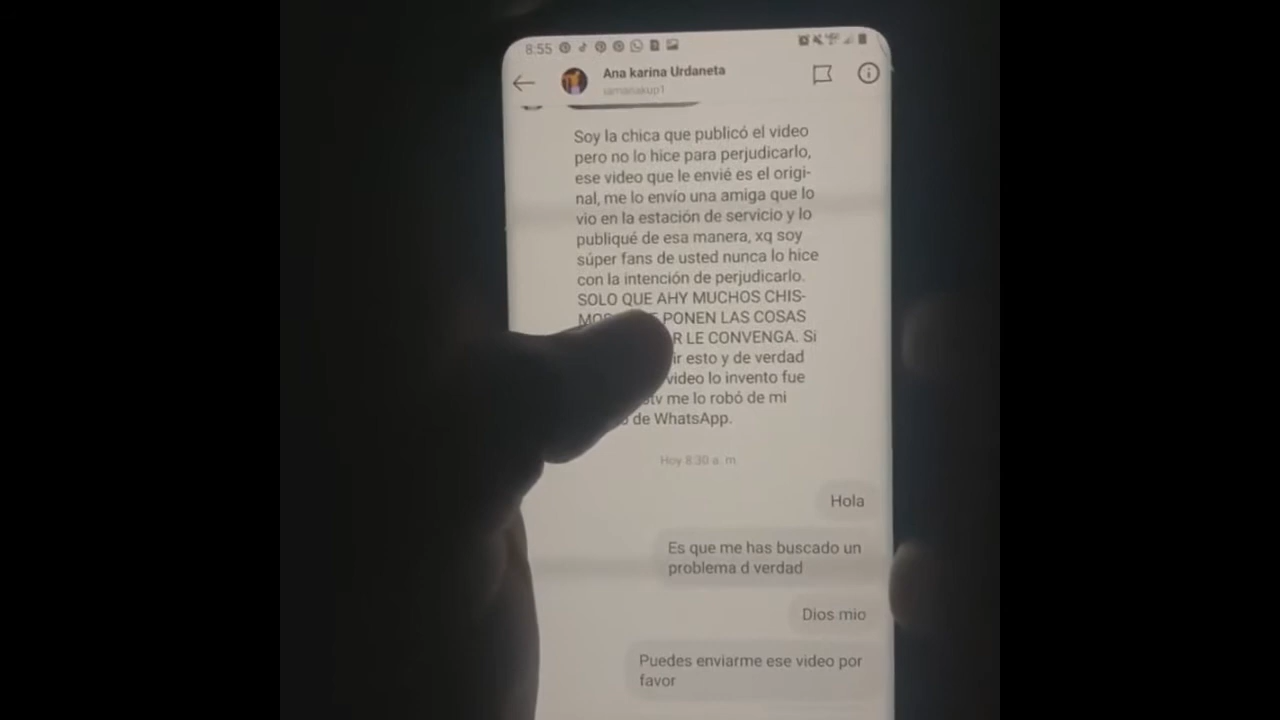 8:55
Ana karina Urdaneta
iamanakup1
Soy la chica que publicó el video
pero no lo hice para perjudicarlo,
ese video que le envié es el origi-
nal, me lo envío una amiga que lo
vio en la estación de servicio y lo
publiqué de esa manera, xq soy
súper fans de usted nunca lo hice
con la intención de perjudicarlo.
SOLO QUE AHY MUCHOS CHIS-
PONEN LAS COSAS
LE CONVENGA. Si
esto y de verdad
video lo invento fue
me lo robó de mi
de WhatsApp.
Hoy 8:30 a. m.
Hola
Es que me has buscado un
problema d verdad
Dios mio
Puedes enviarme ese video por
favor